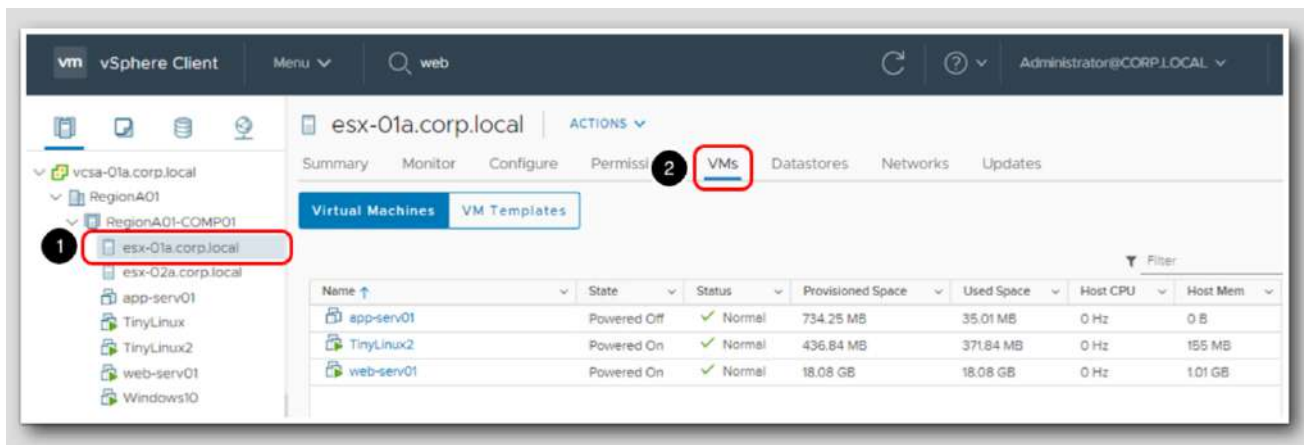 vm vSphere Client Menu web Administrator@CORP.LOCAL
esx-01a.corp.local ACTIONS
Summary Monitor Configure Permissi 2 VMs Datastores Networks Updates
vcsa-01a.corp.local
RegionA01
Virtual Machines VM Templates
RegionA01-COMP01
1 esx-01a.corp.local
esx-02a.corp.local
Filter
app-serv01
TinyLinux
TinyLinux2
web-serv01
Windows10
Name State Status Provisioned Space Used Space Host CPU Host Mem
app-serv01 Powered Off Normal 734.25 MB 35.01 MB 0 Hz 0 B
TinyLinux2 Powered On Normal 436.84 MB 371.84 MB 0 Hz 155 MB
web-serv01 Powered On Normal 18.08 GB 18.08 GB 0 Hz 1.01 GB